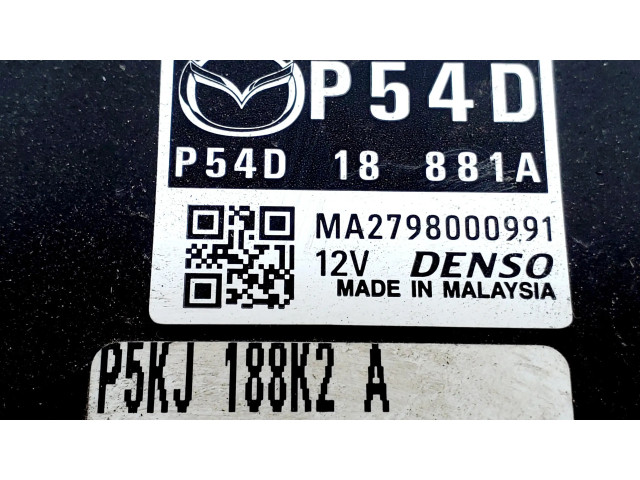 P54D
P54D 18 881A
MA2798000991
12V DENSO
MADE IN MALAYSIA
P5KJ 188K2 A